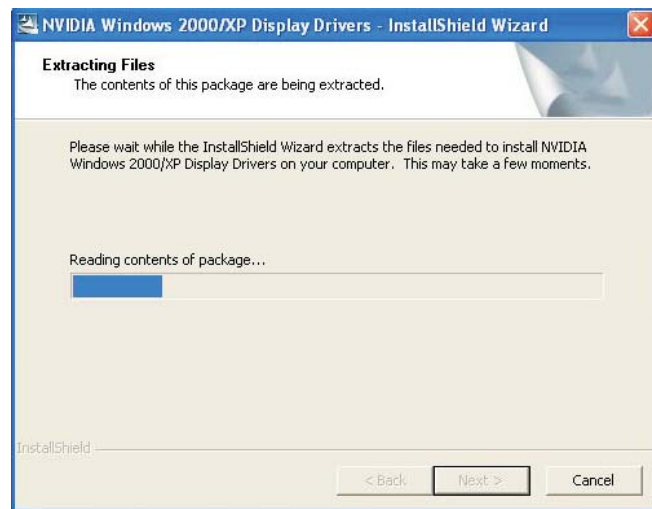 NVIDIA Windows 2000/XP Display Drivers - InstallShield Wizard
Extracting Files
The contents of this package are being extracted.
Please wait while the InstallShield Wizard extracts the files needed to install NVIDIA
Windows 2000/XP Display Drivers on your computer.  This may take a few moments.
Reading contents of package...
InstallShield
< Back
Next >
Cancel